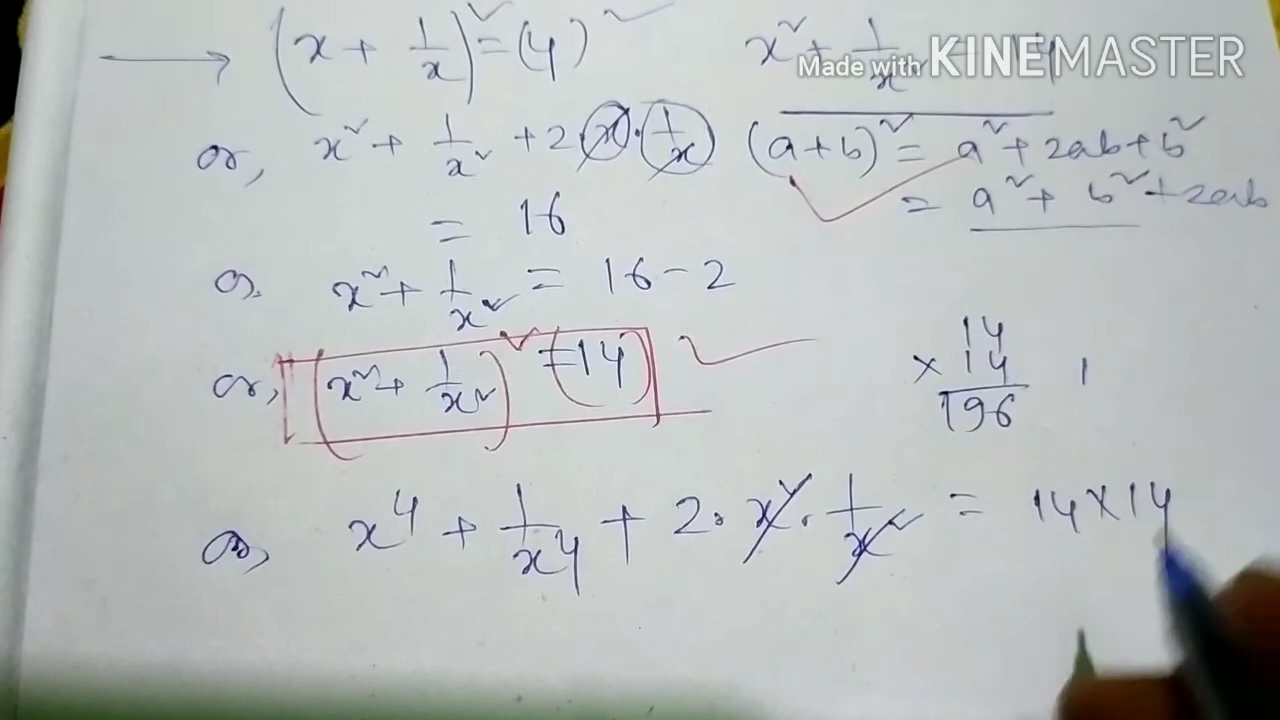 (x + 1/x)² = (4)²
x² + 1/x² = 14
Made with KINEMASTER
or, x² + 1/x² + 2·x·1/x
(a+b)² = a² + 2ab + b²
= a² + b² + 2ab
= 16
or, x² + 1/x² = 16 - 2
or, (x² + 1/x²)² = (14)
14
× 14
196
1
or, x⁴ + 1/x⁴ + 2·x²·1/x² = 14×14